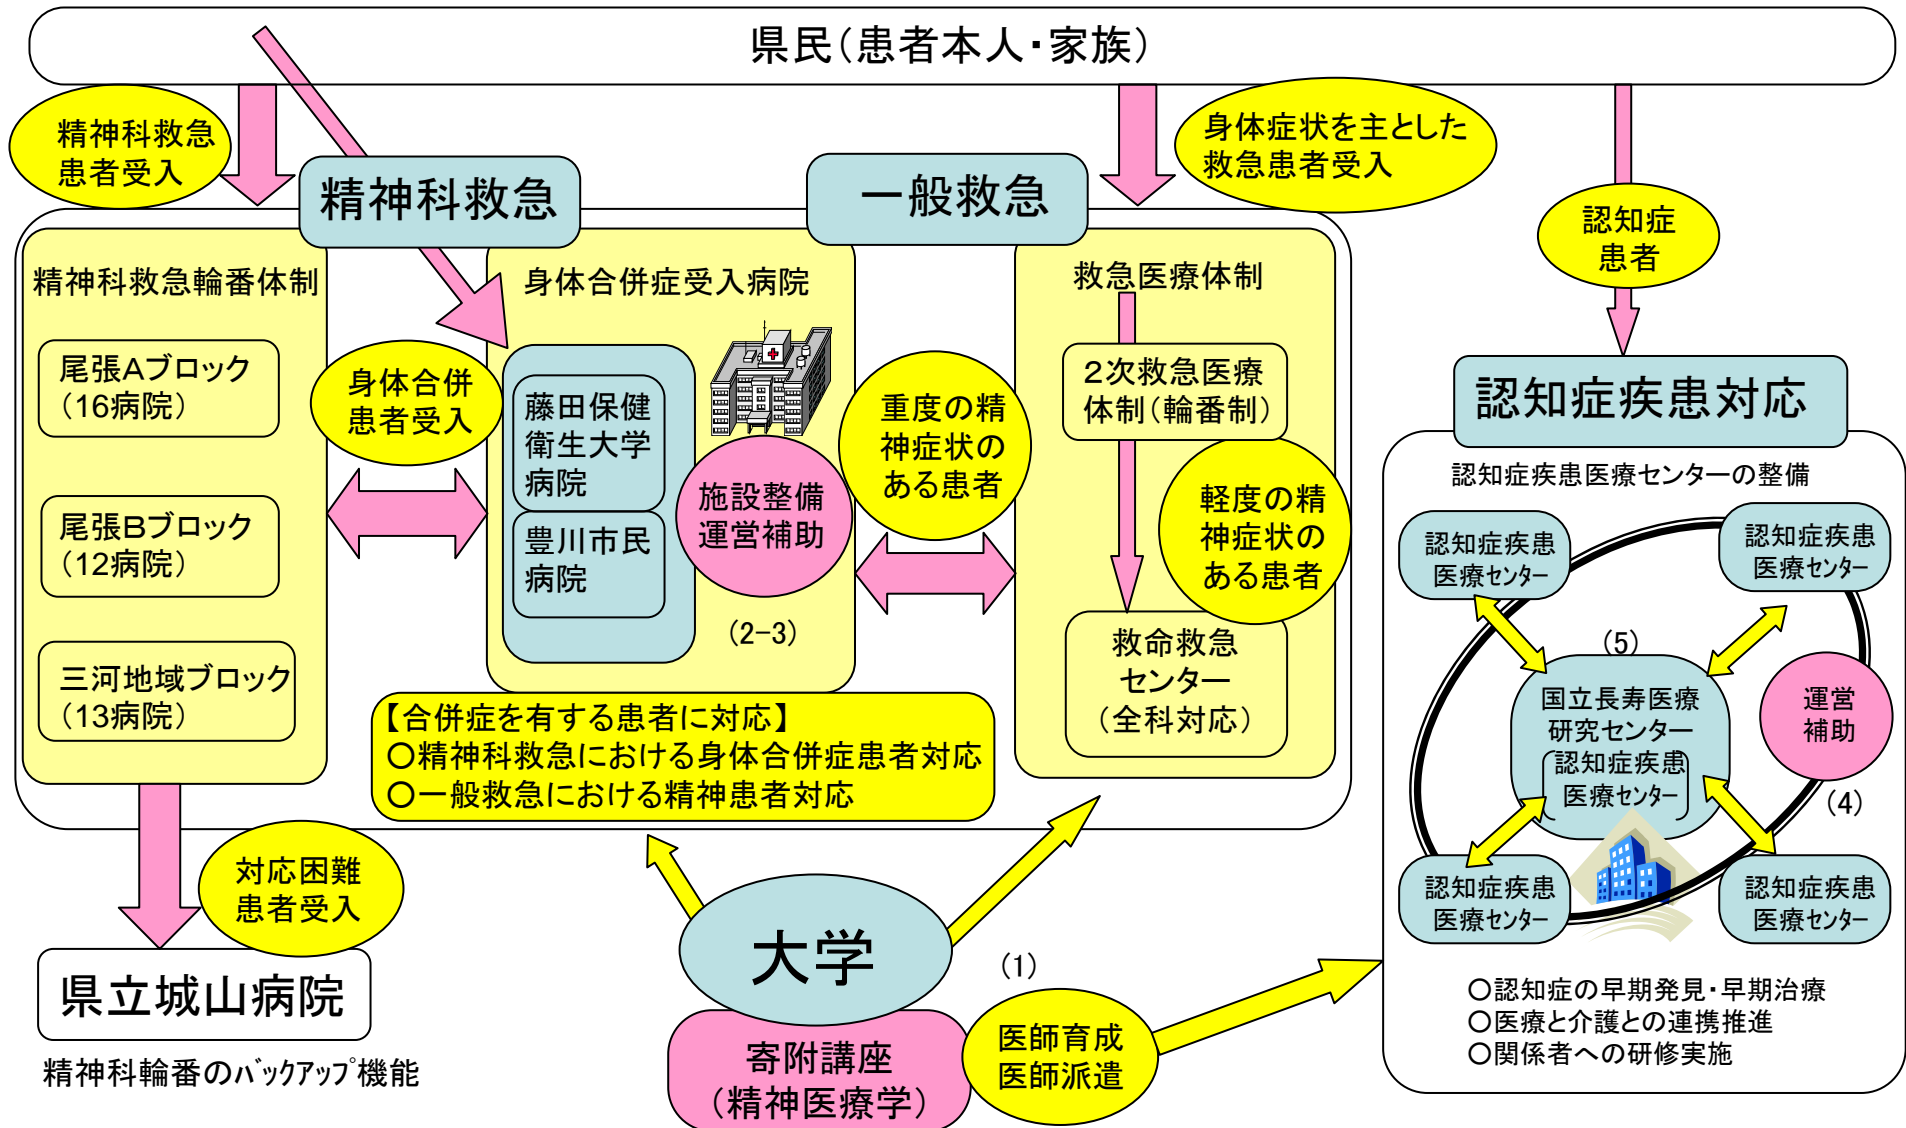 県民（患者本人・家族）
精神科救急
患者受入
身体症状を主とした
救急患者受入
精神科救急
一般救急
認知症
患者
精神科救急輪番体制
尾張Aブロック
（16病院）
尾張Bブロック
（12病院）
三河地域ブロック
（13病院）
身体合併
患者受入
身体合併症受入病院
藤田保健
衛生大学
病院
豊川市民
病院
施設整備
運営補助
（2-3）
重度の精
神症状の
ある患者
救急医療体制
2次救急医療
体制（輪番制）
軽度の精
神症状の
ある患者
救命救急
センター
（全科対応）
【合併症を有する患者に対応】
○精神科救急における身体合併症患者対応
○一般救急における精神患者対応
対応困難
患者受入
県立城山病院
精神科輪番のバックアップ機能
大学
寄附講座
（精神医療学）
（1）
医師育成
医師派遣
認知症疾患対応
認知症疾患医療センターの整備
認知症疾患
医療センター
認知症疾患
医療センター
（5）
国立長寿医療
研究センター
認知症疾患
医療センター
運営
補助
（4）
認知症疾患
医療センター
認知症疾患
医療センター
○認知症の早期発見・早期治療
○医療と介護との連携推進
○関係者への研修実施